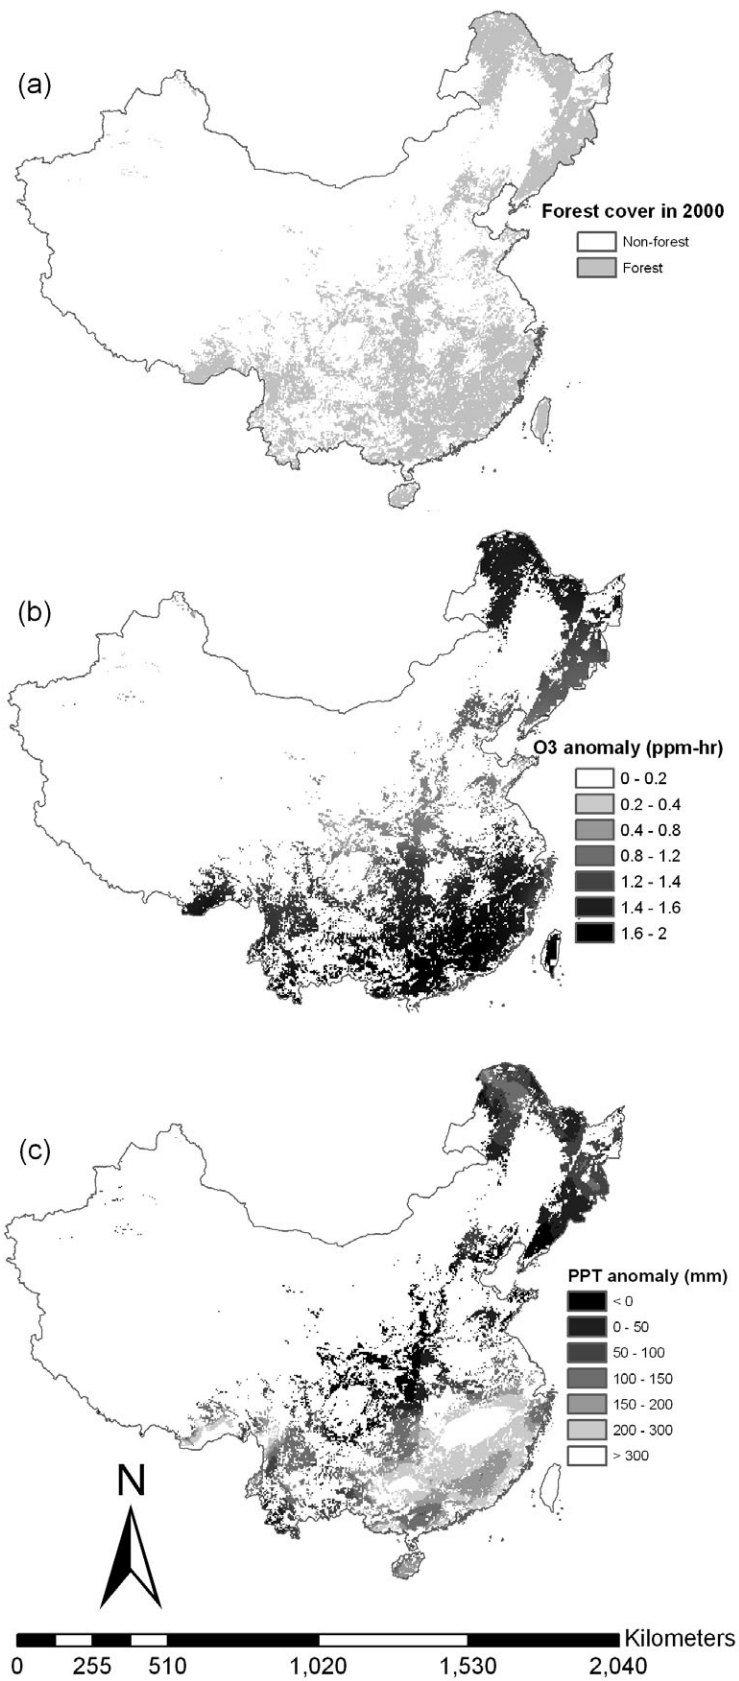 (a)
Forest cover in 2000
Non-forest
Forest
(b)
O3 anomaly (ppm-hr)
0 - 0.2
0.2 - 0.4
0.4 - 0.8
0.8 - 1.2
1.2 - 1.4
1.4 - 1.6
1.6 - 2
(c)
PPT anomaly (mm)
< 0
0 - 50
50 - 100
100 - 150
150 - 200
200 - 300
> 300
N
Kilometers
0 255 510 1,020 1,530 2,040